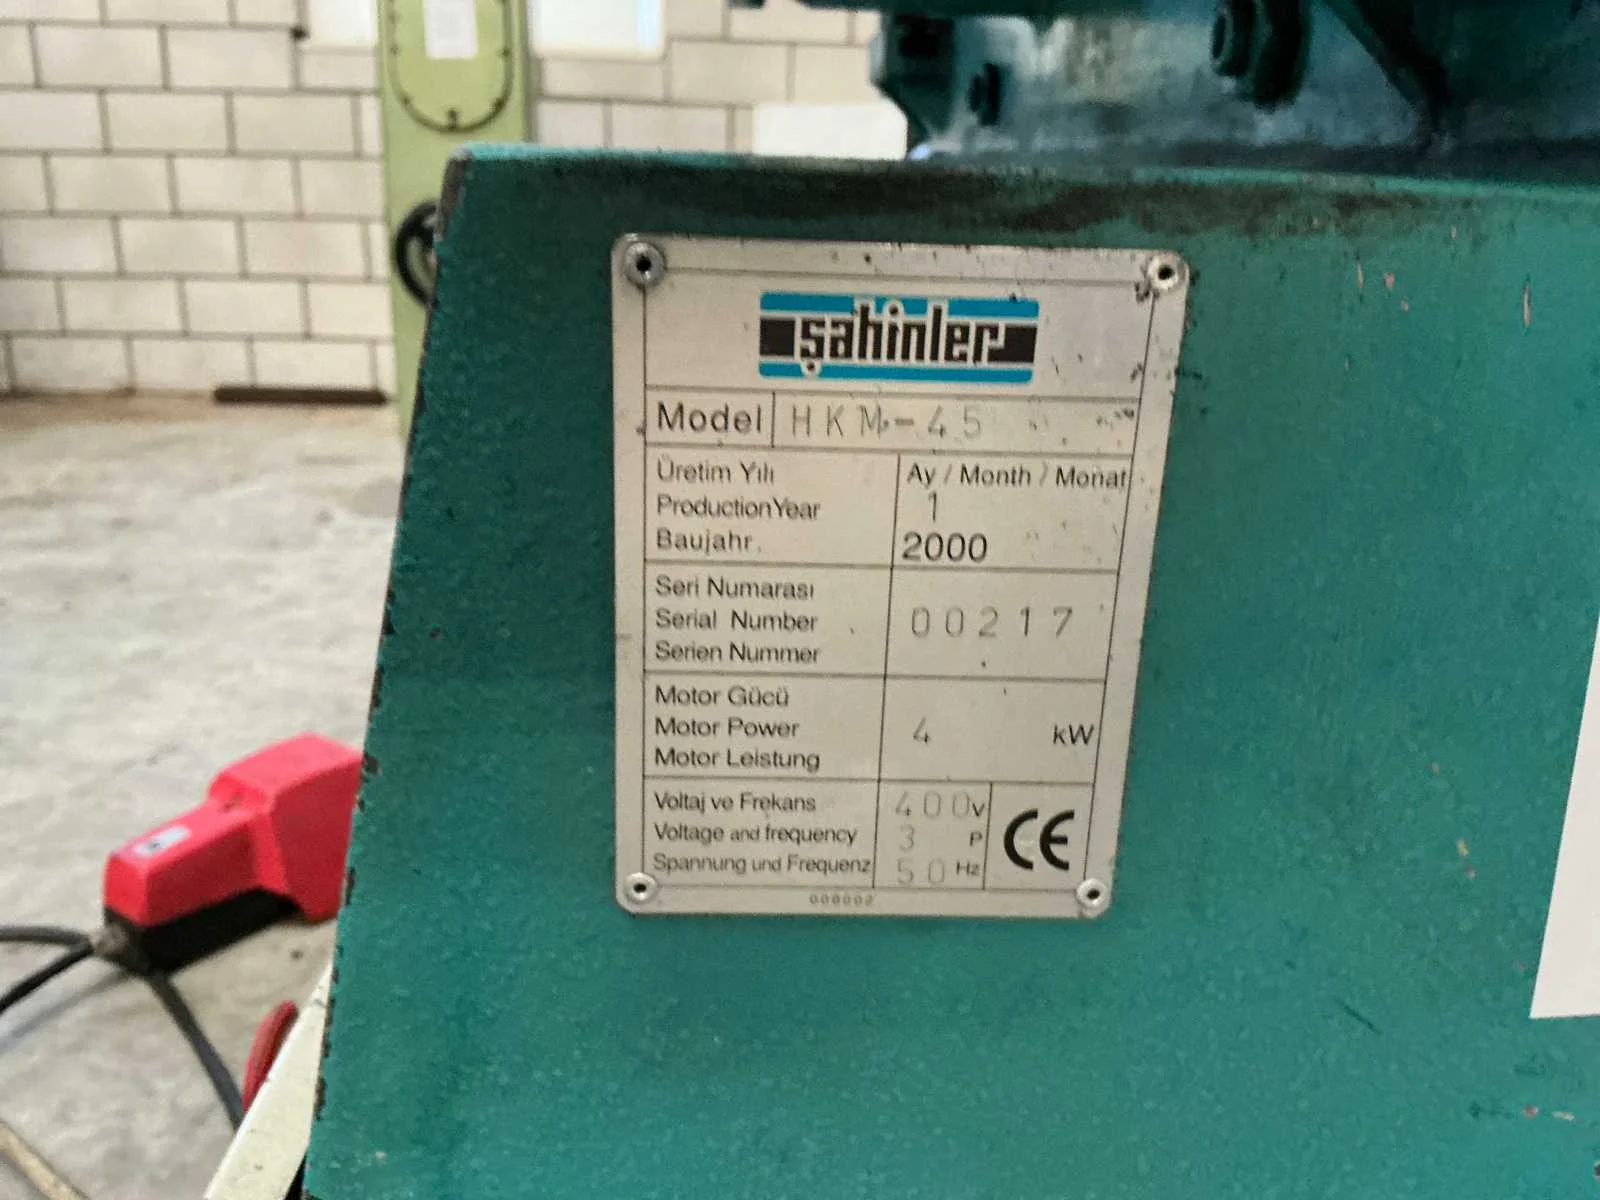 şahinler
Model HKM-45
Üretim Yılı
Production Year
Baujahr.
Ay / Month / Monat
1
2000
Seri Numarası
Serial Number
Serien Nummer
00217
Motor Gücü
Motor Power
Motor Leistung
4 kW
Voltaj ve Frekans
Voltage and frequency
Spannung und Frequenz
400 V
3 P
50 Hz
CE
000002